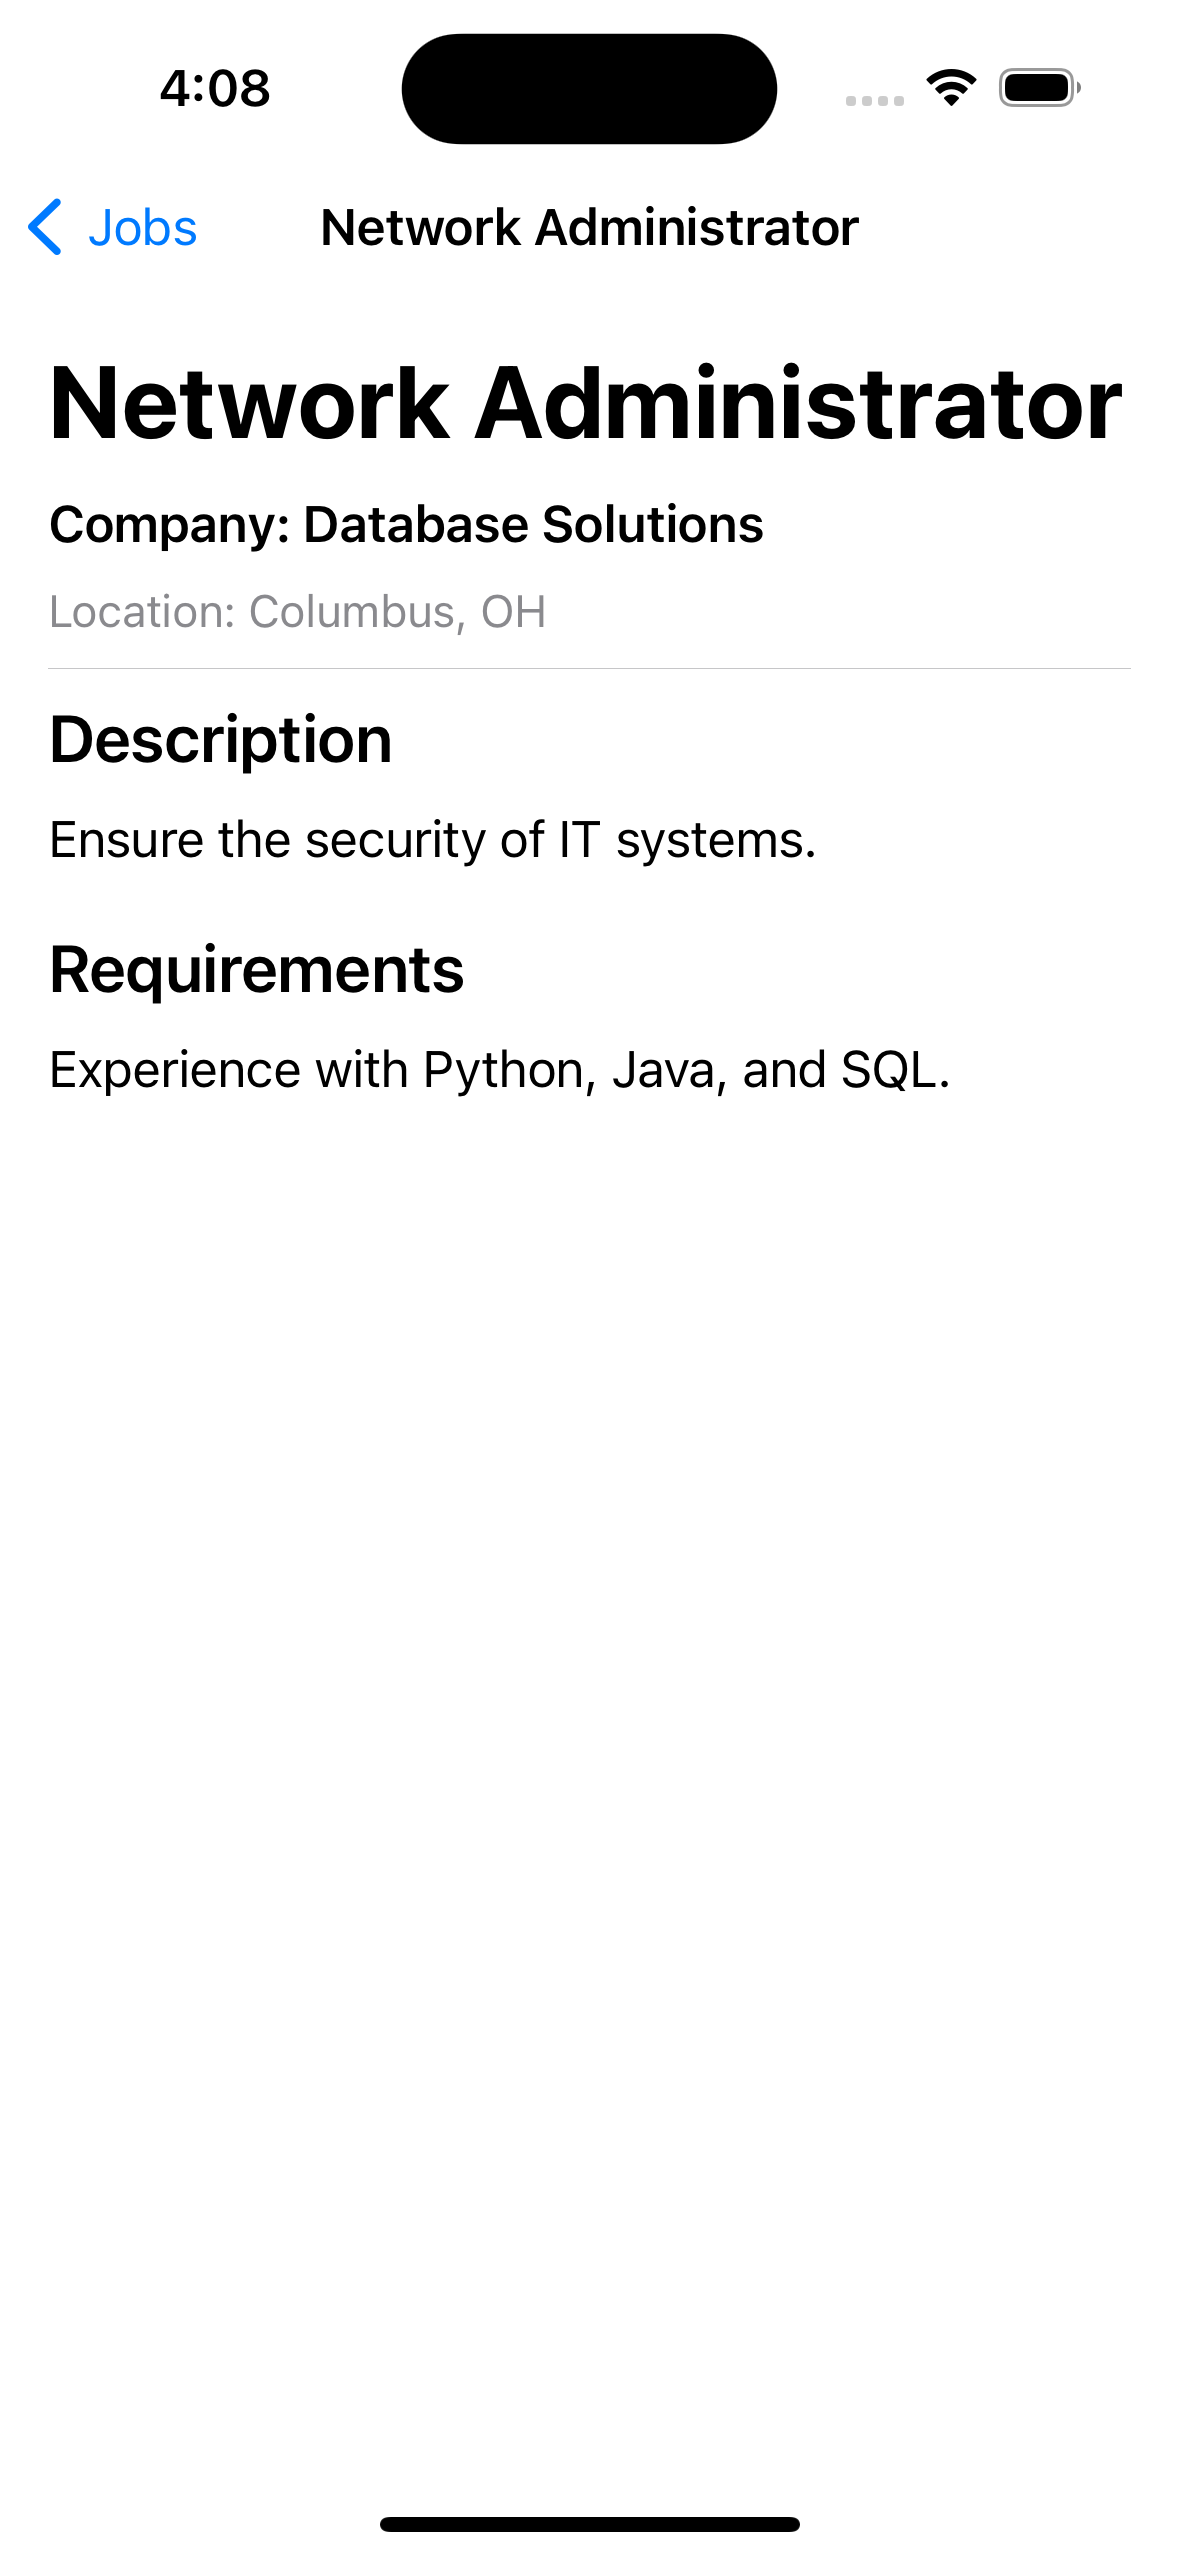 4:08
Jobs
Network Administrator
Network Administrator
Company: Database Solutions
Location: Columbus, OH
Description
Ensure the security of IT systems.
Requirements
Experience with Python, Java, and SQL.